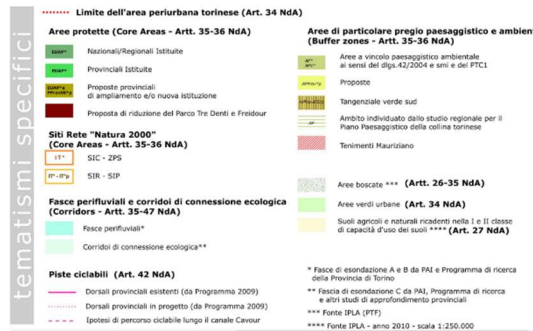 tematismi specifici
Limite dell'area periurbana torinese (Art. 34 NdA)
Aree protette (Core Areas - Artt. 35-36 NdA)
Nazionali/Regionali Istituite
Provinciali Istituite
Proposte provinciali
di ampliamento e/o nuova istituzione
Proposta di riduzione del Parco Tre Denti e Freidour
Siti Rete "Natura 2000"
(Core Areas - Artt. 35-36 NdA)
SIC - ZPS
SIR - SIP
Fasce perifluviali e corridoi di connessione ecologica
(Corridors - Artt. 35-47 NdA)
Fasce perifluviali*
Corridoi di connessione ecologica**
Piste ciclabili (Art. 42 NdA)
Dorsali provinciali esistenti (da Programma 2009)
Dorsali provinciali in progetto (da Programma 2009)
Ipotesi di percorso ciclabile lungo il canale Cavour
Aree di particolare pregio paesaggistico e ambien
(Buffer zones - Artt. 35-36 NdA)
Aree a vincolo paesaggistico ambientale
ai sensi del dlgs.42/2004 e smi e del PTC1
Proposte
Tangenziale verde sud
Ambito individuato dallo studio regionale per il
Piano Paesaggistico della collina torinese
Tenimenti Mauriziano
Aree boscate *** (Artt. 26-35 NdA)
Aree verdi urbane (Art. 34 NdA)
Suoli agricoli e naturali ricadenti nella I e II classe
di capacità d'uso dei suoli **** (Art. 27 NdA)
* Fasce di esondazione A e B da PAI e Programma di ricerca
della Provincia di Torino
** Fascia di esondazione C da PAI, Programma di ricerca
e altri studi di approfondimento provinciali
*** Fonte IPLA (PTF)
**** Fonte IPLA - anno 2010 - scala 1:250.000